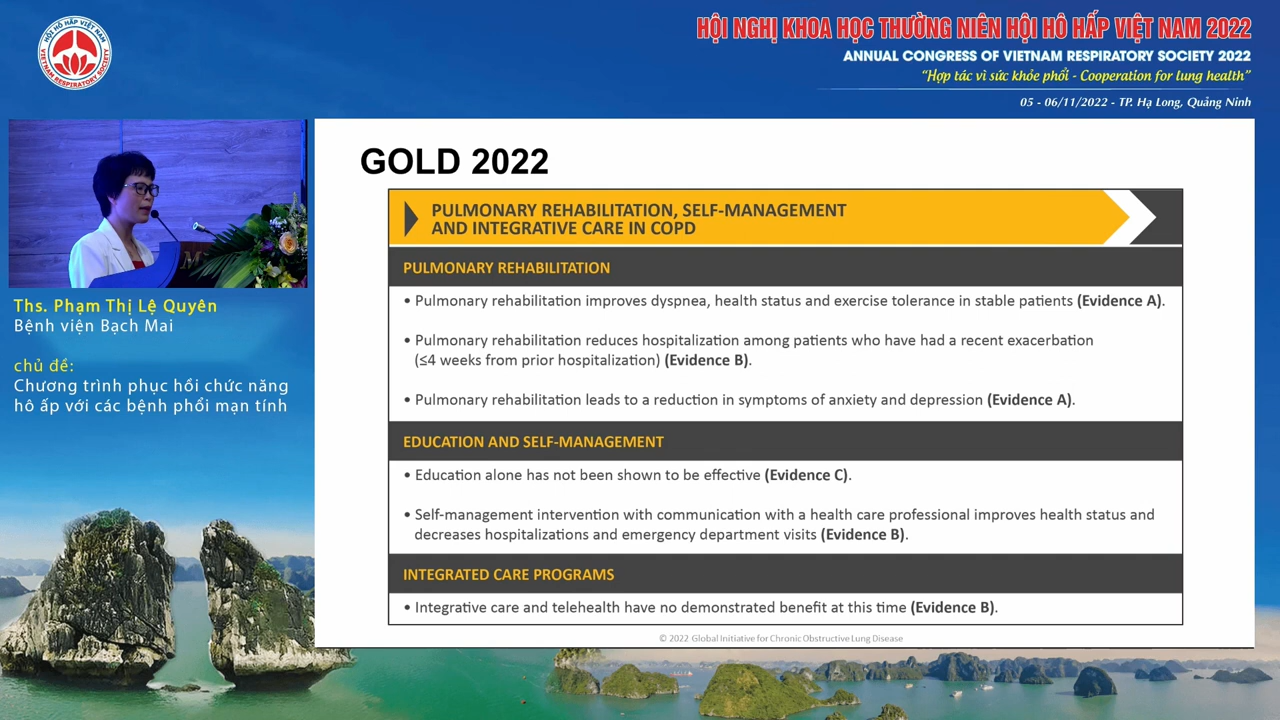 HỘI HÔ HẤP VIỆT NAM
VIETNAM RESPIRATORY SOCIETY
HỘI NGHỊ KHOA HỌC THƯỜNG NIÊN HỘI HÔ HẤP VIỆT NAM 2022
ANNUAL CONGRESS OF VIETNAM RESPIRATORY SOCIETY 2022
“Hợp tác vì sức khỏe phổi - Cooperation for lung health”
05 - 06/11/2022 - TP. Hạ Long, Quảng Ninh
Ths. Phạm Thị Lệ Quyên
Bệnh viện Bạch Mai
chủ đề:
Chương trình phục hồi chức năng
hô ấp với các bệnh phổi mạn tính
GOLD 2022
PULMONARY REHABILITATION, SELF-MANAGEMENT
AND INTEGRATIVE CARE IN COPD
PULMONARY REHABILITATION
• Pulmonary rehabilitation improves dyspnea, health status and exercise tolerance in stable patients (Evidence A).
• Pulmonary rehabilitation reduces hospitalization among patients who have had a recent exacerbation
(≤4 weeks from prior hospitalization) (Evidence B).
• Pulmonary rehabilitation leads to a reduction in symptoms of anxiety and depression (Evidence A).
EDUCATION AND SELF-MANAGEMENT
• Education alone has not been shown to be effective (Evidence C).
• Self-management intervention with communication with a health care professional improves health status and
decreases hospitalizations and emergency department visits (Evidence B).
INTEGRATED CARE PROGRAMS
• Integrative care and telehealth have no demonstrated benefit at this time (Evidence B).
© 2022 Global Initiative for Chronic Obstructive Lung Disease